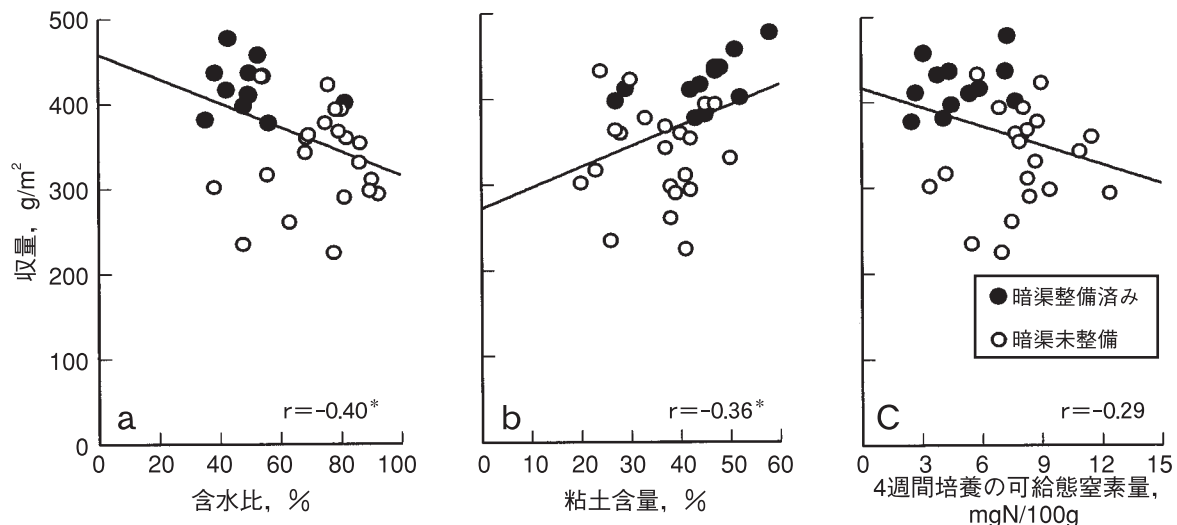 収量, g/m²
500
400
300
200
100
0
a
r=-0.40*
0 20 40 60 80 100
含水比, %
b
r=-0.36*
0 10 20 30 40 50 60
粘土含量, %
暗渠整備済み
暗渠未整備
C
r=-0.29
3 6 9 12 15
4週間培養の可給態窒素量,
mgN/100g